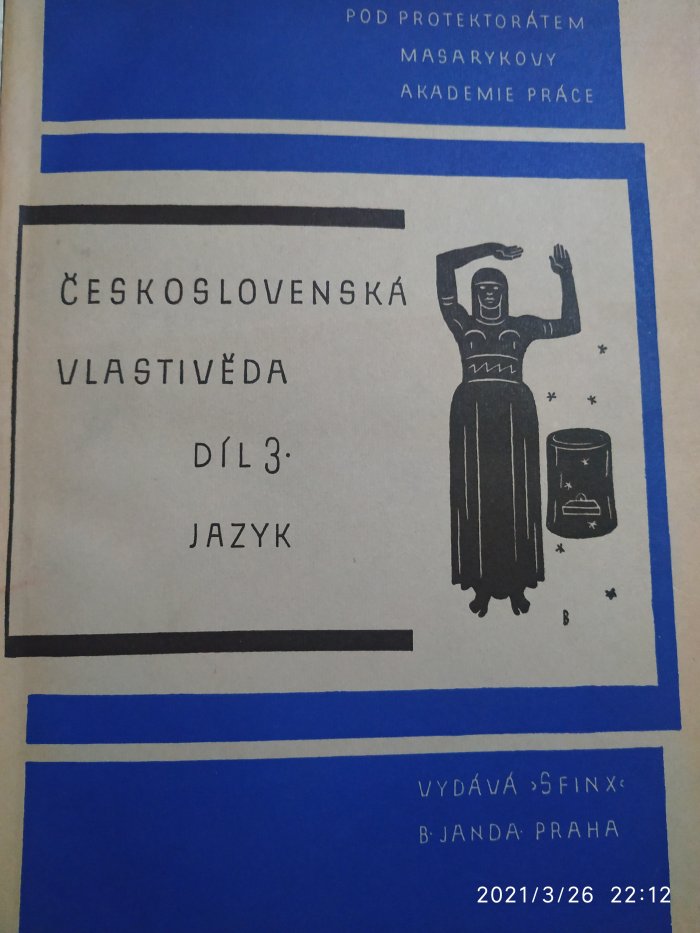 POD PROTEKTORÁTEM
MASARYKOVY
AKADEMIE PRÁCE
ČESKOSLOVENSKÁ
VLASTIVĚDA
DÍL 3.
JAZYK
B
VYDÁVÁ ›SFINX‹
B. JANDA. PRAHA
2021/3/26 22:12